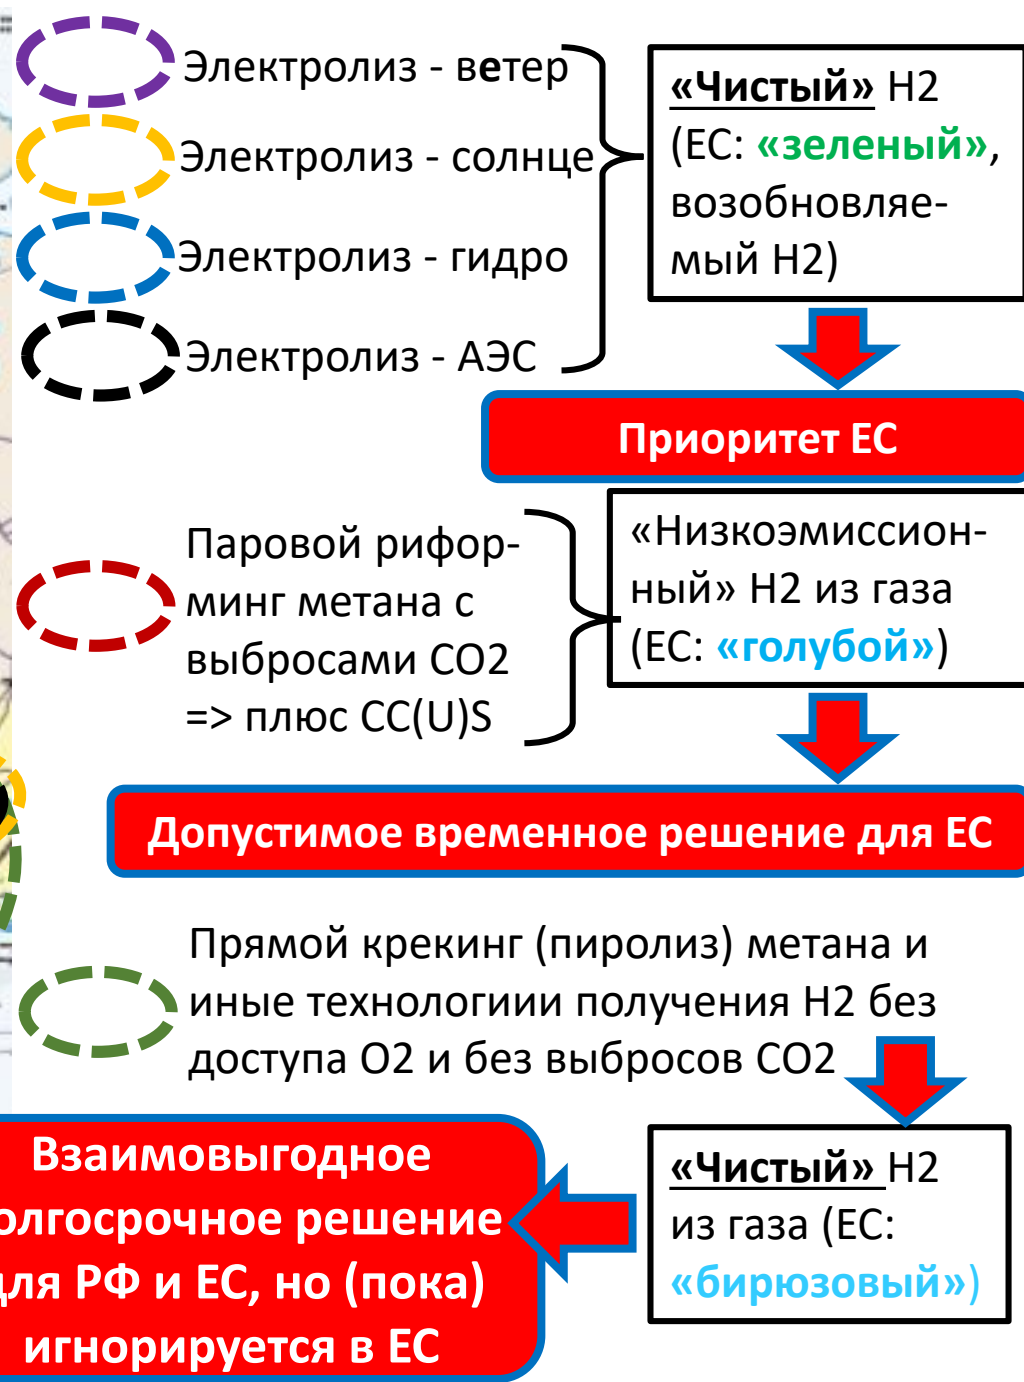 Электролиз - ветер
Электролиз - солнце
Электролиз - гидро
Электролиз - АЭС
«Чистый» Н2
(ЕС: «зеленый»,
возобновляе-
мый Н2)
Приоритет ЕС
Паровой рифор-
минг метана с
выбросами СО2
=> плюс CC(U)S
«Низкоэмиссион-
ный» Н2 из газа
(ЕС: «голубой»)
Допустимое временное решение для ЕС
Прямой крекинг (пиролиз) метана и
иные технологиии получения Н2 без
доступа О2 и без выбросов СО2
«Чистый» Н2
из газа (ЕС:
«бирюзовый»)
Взаимовыгодное
олгосрочное решение
для РФ и ЕС, но (пока)
игнорируется в ЕС